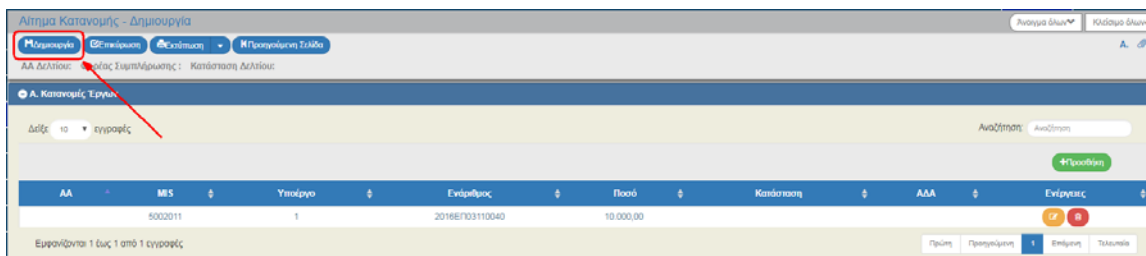 Αίτημα Κατανομής - Δημιουργία
Άνοιγμα όλων
Κλείσιμο όλων
Δημιουργία Επικύρωση Εκτύπωση Προηγούμενη Σελίδα
Α.
ΑΑ Δελτίου: Συμπλήρωσης : Κατάσταση Δελτίου:
Α. Κατανομές Έργων
Δείξε 10 εγγραφές
Αναζήτηση: Αναζήτηση
+Προσθήκη
ΑΑ MIS Υποέργο Ενάριθμος Ποσό Κατάσταση ΑΔΑ Ενέργειες
5002011 1 2016ΕΠ03110040 10.000,00
Εμφανίζονται 1 έως 1 από 1 εγγραφές
Πρώτη Προηγούμενη 1 Επόμενη Τελευταία